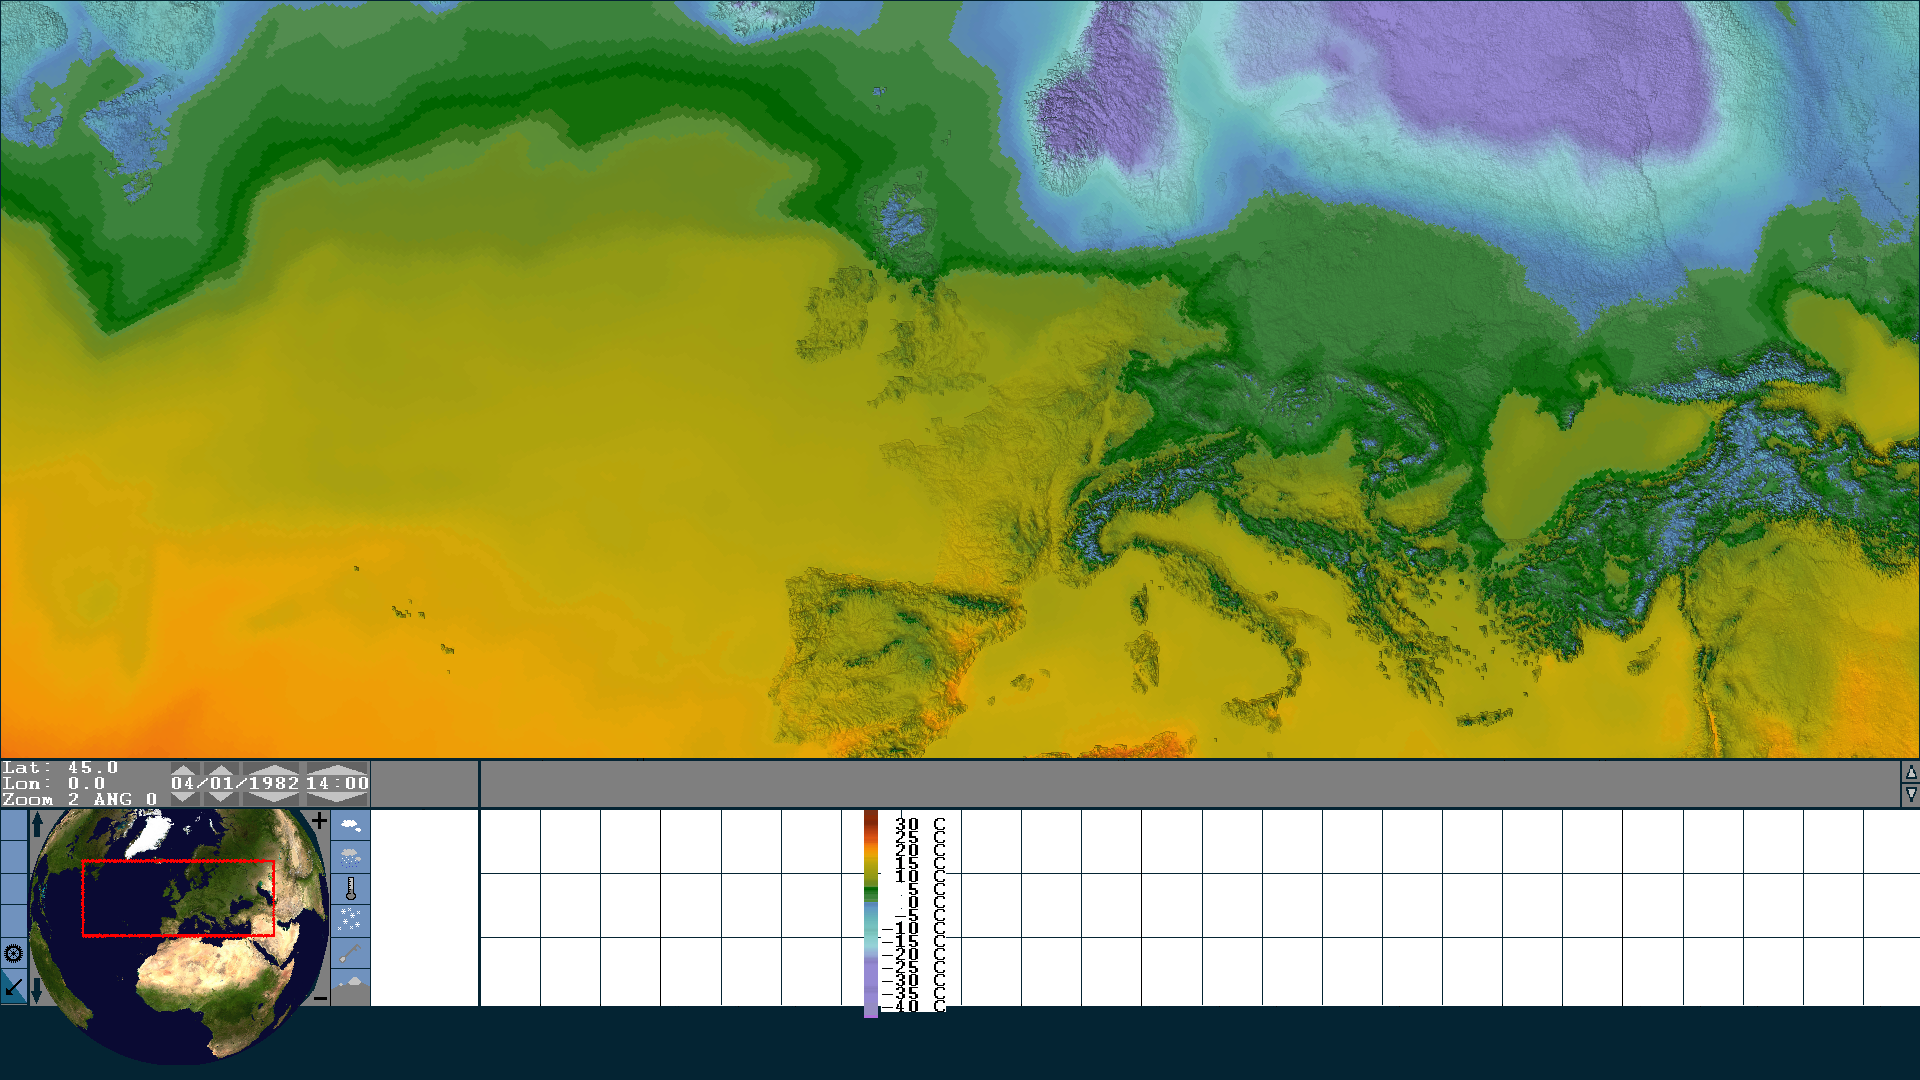 Lat: 45.0
Lon: 0.0
Zoom 2 ANG 0
04/01/1982 14:00
+
−
30 C
25 C
20 C
15 C
10 C
5 C
0 C
−5 C
−10 C
−15 C
−20 C
−25 C
−30 C
−35 C
−40 C